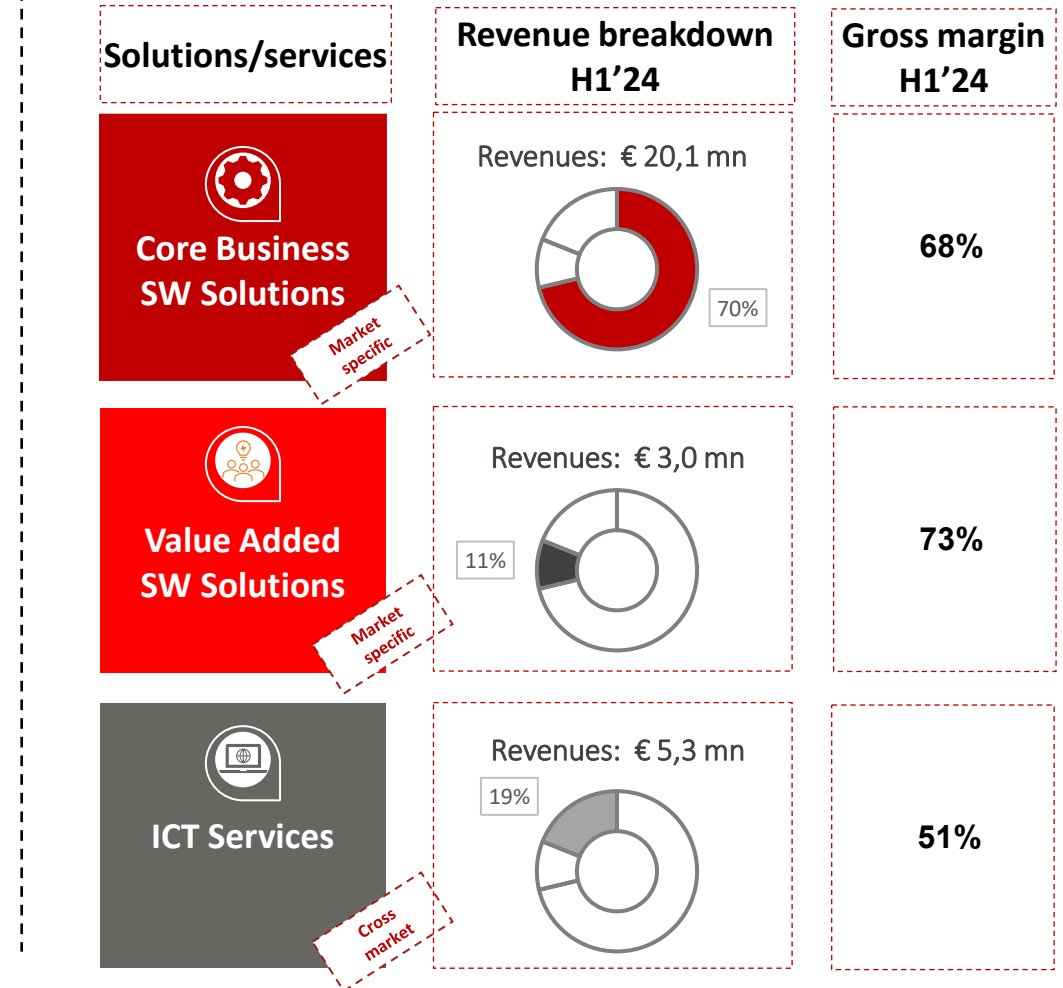 Solutions/services
Revenue breakdown
H1’24
Gross margin
H1’24
Core Business
SW Solutions
Market
specific
Revenues: € 20,1 mn
70%
68%
Value Added
SW Solutions
Market
specific
Revenues: € 3,0 mn
11%
73%
ICT Services
Cross
market
Revenues: € 5,3 mn
19%
51%